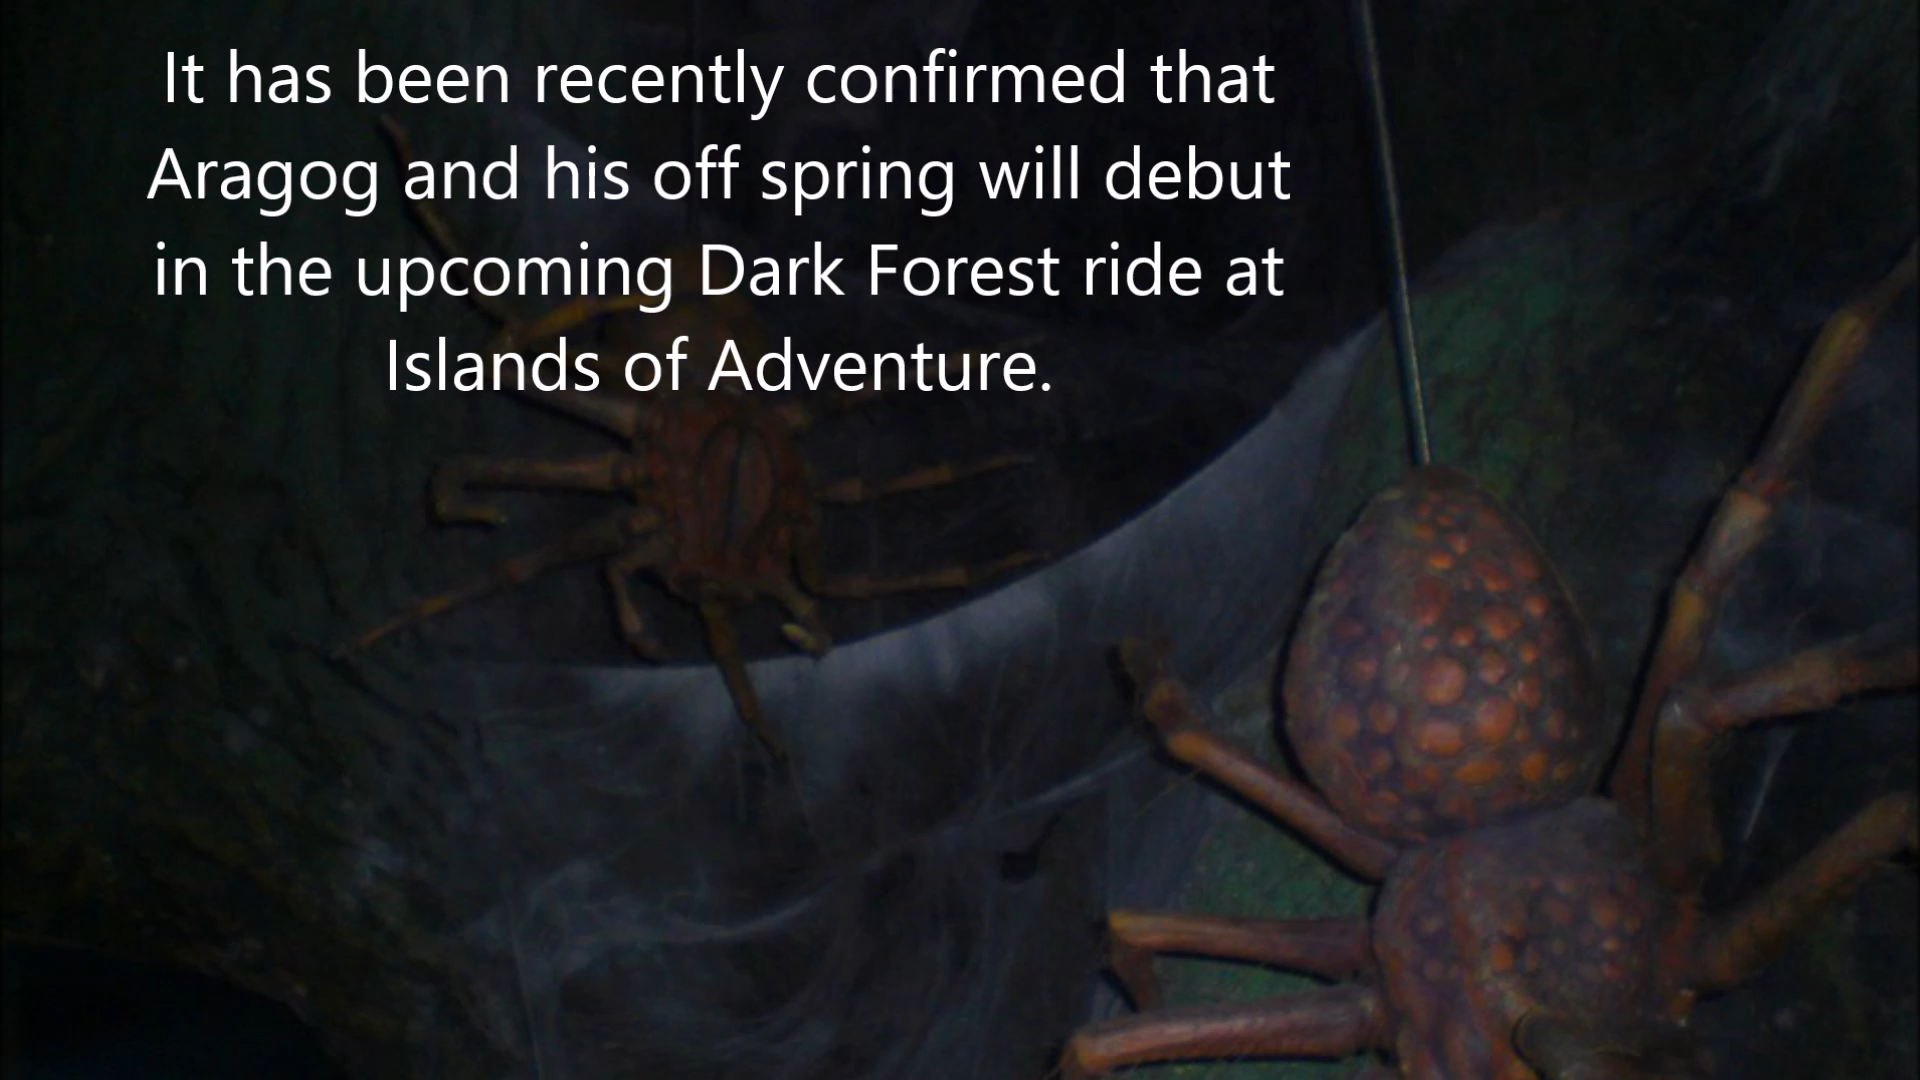 It has been recently confirmed that
Aragog and his off spring will debut
in the upcoming Dark Forest ride at
Islands of Adventure.